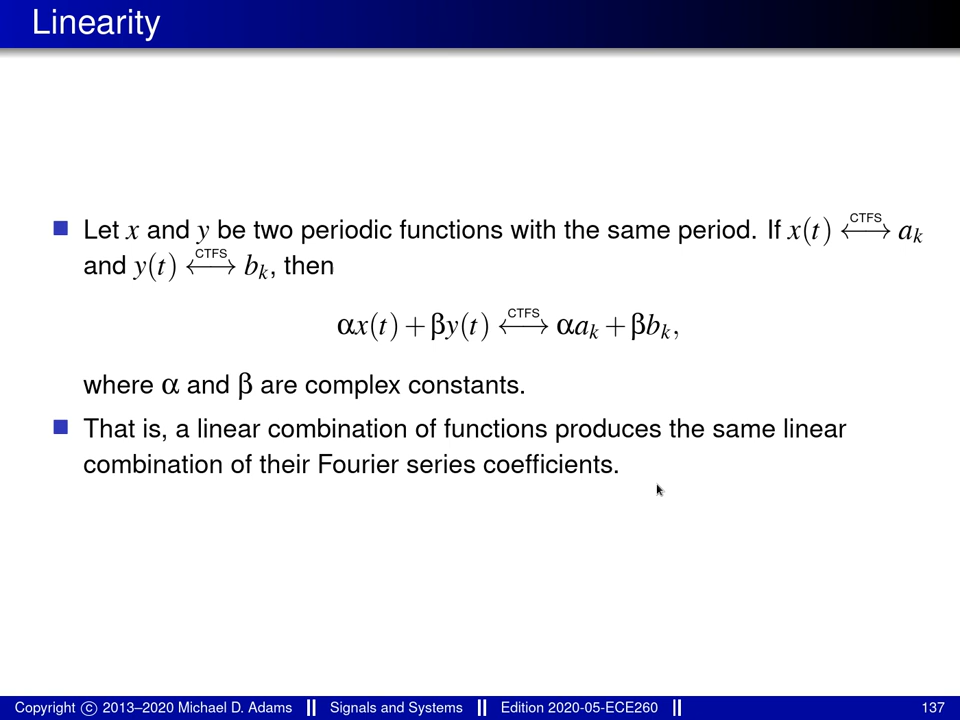 Linearity
Let x and y be two periodic functions with the same period. If x(t) ⟷^CTFS a_k
and y(t) ⟷^CTFS b_k, then
αx(t) + βy(t) ⟷^CTFS αa_k + βb_k,
where α and β are complex constants.
That is, a linear combination of functions produces the same linear
combination of their Fourier series coefficients.
Copyright © 2013–2020 Michael D. Adams Signals and Systems Edition 2020-05-ECE260 137